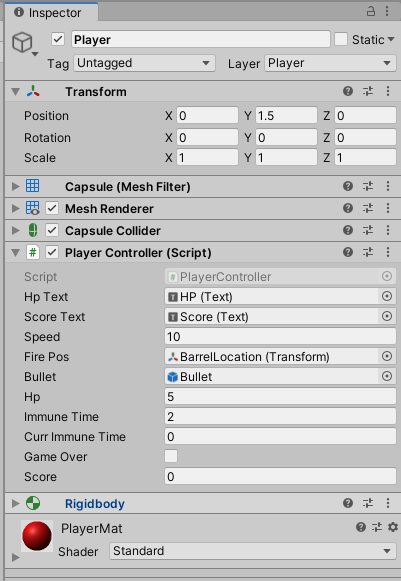 Inspector
Player
Static
Tag Untagged Layer Player
Transform
Position X 0 Y 1.5 Z 0
Rotation X 0 Y 0 Z 0
Scale X 1 Y 1 Z 1
Capsule (Mesh Filter)
Mesh Renderer
Capsule Collider
Player Controller (Script)
Script PlayerController
Hp Text HP (Text)
Score Text Score (Text)
Speed 10
Fire Pos BarrelLocation (Transform)
Bullet Bullet
Hp 5
Immune Time 2
Curr Immune Time 0
Game Over
Score 0
Rigidbody
PlayerMat
Shader Standard